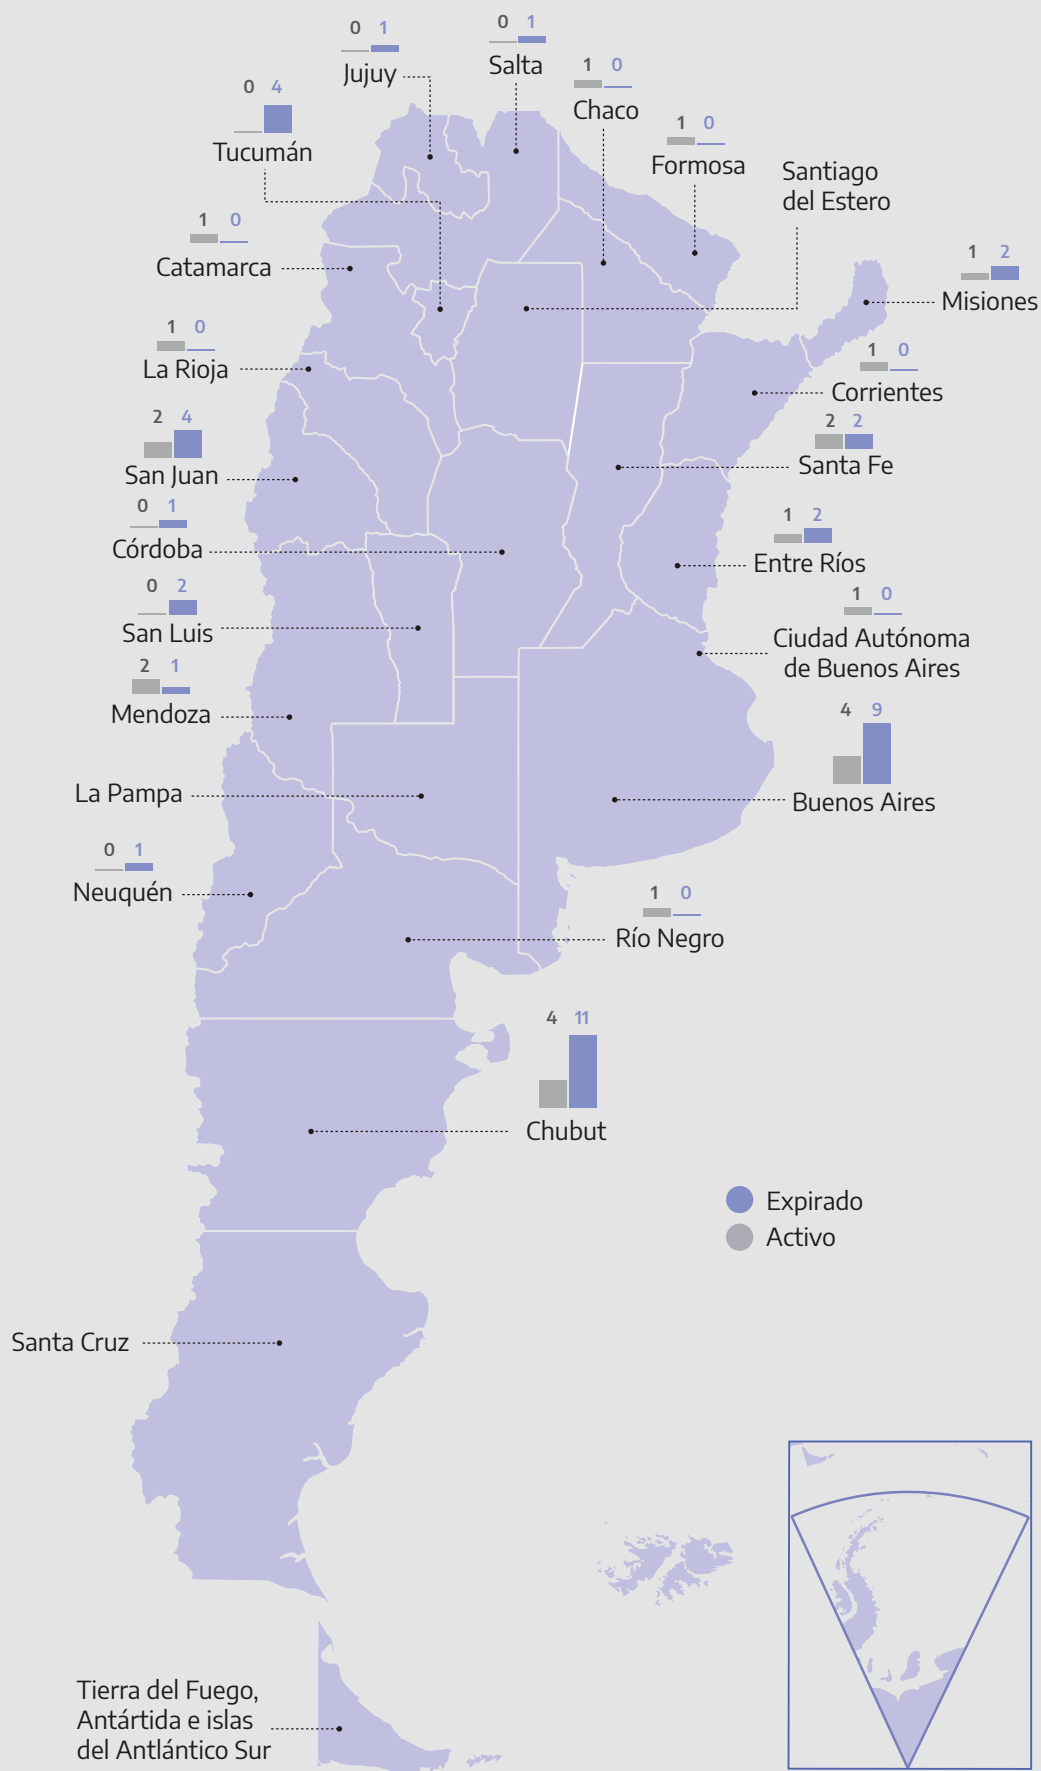 0 1
Jujuy
0 1
Salta
1 0
Chaco
0 4
Tucumán
1 0
Formosa
Santiago
del Estero
1 0
Catamarca
1 2
Misiones
1 0
La Rioja
1 0
Corrientes
2 4
San Juan
2 2
Santa Fe
0 1
Córdoba
1 2
Entre Ríos
0 2
San Luis
1 0
Ciudad Autónoma
de Buenos Aires
2 1
Mendoza
4 9
Buenos Aires
La Pampa
0 1
Neuquén
1 0
Río Negro
4 11
Chubut
Expirado
Activo
Santa Cruz
Tierra del Fuego,
Antártida e islas
del Antlántico Sur